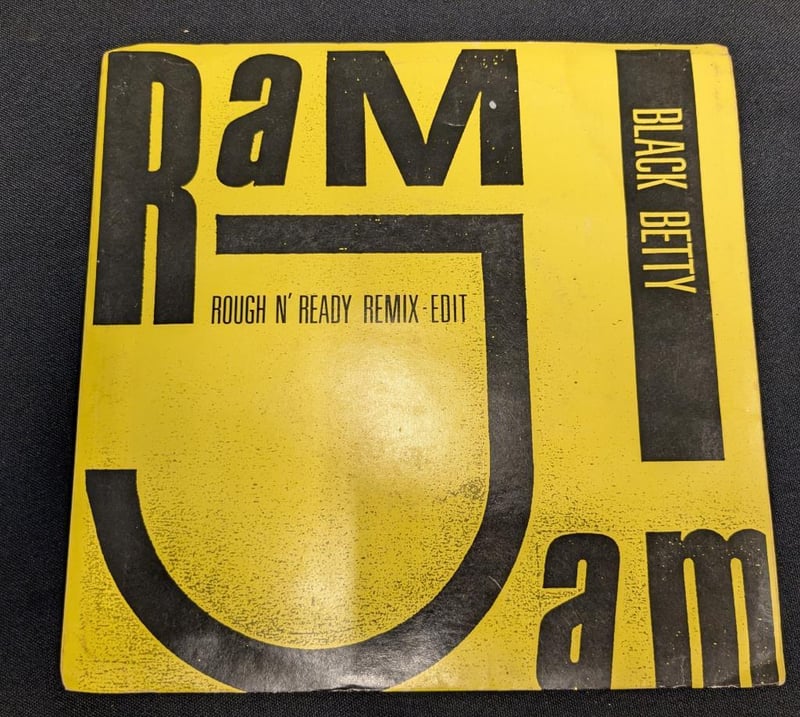 RaM
Jam
BLACK BETTY
ROUGH N' READY REMIX-EDIT